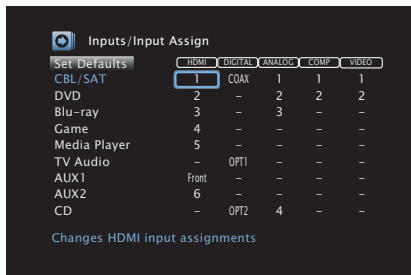 Inputs/Input Assign
Set Defaults HDMI DIGITAL ANALOG COMP VIDEO
CBL/SAT 1 COAX 1 1 1
DVD 2 – 2 2 2
Blu-ray 3 – 3 – –
Game 4 – – – –
Media Player 5 – – – –
TV Audio – OPT1 – – –
AUX1 Front – – – –
AUX2 6 – – – –
CD – OPT2 4 – –
Changes HDMI input assignments